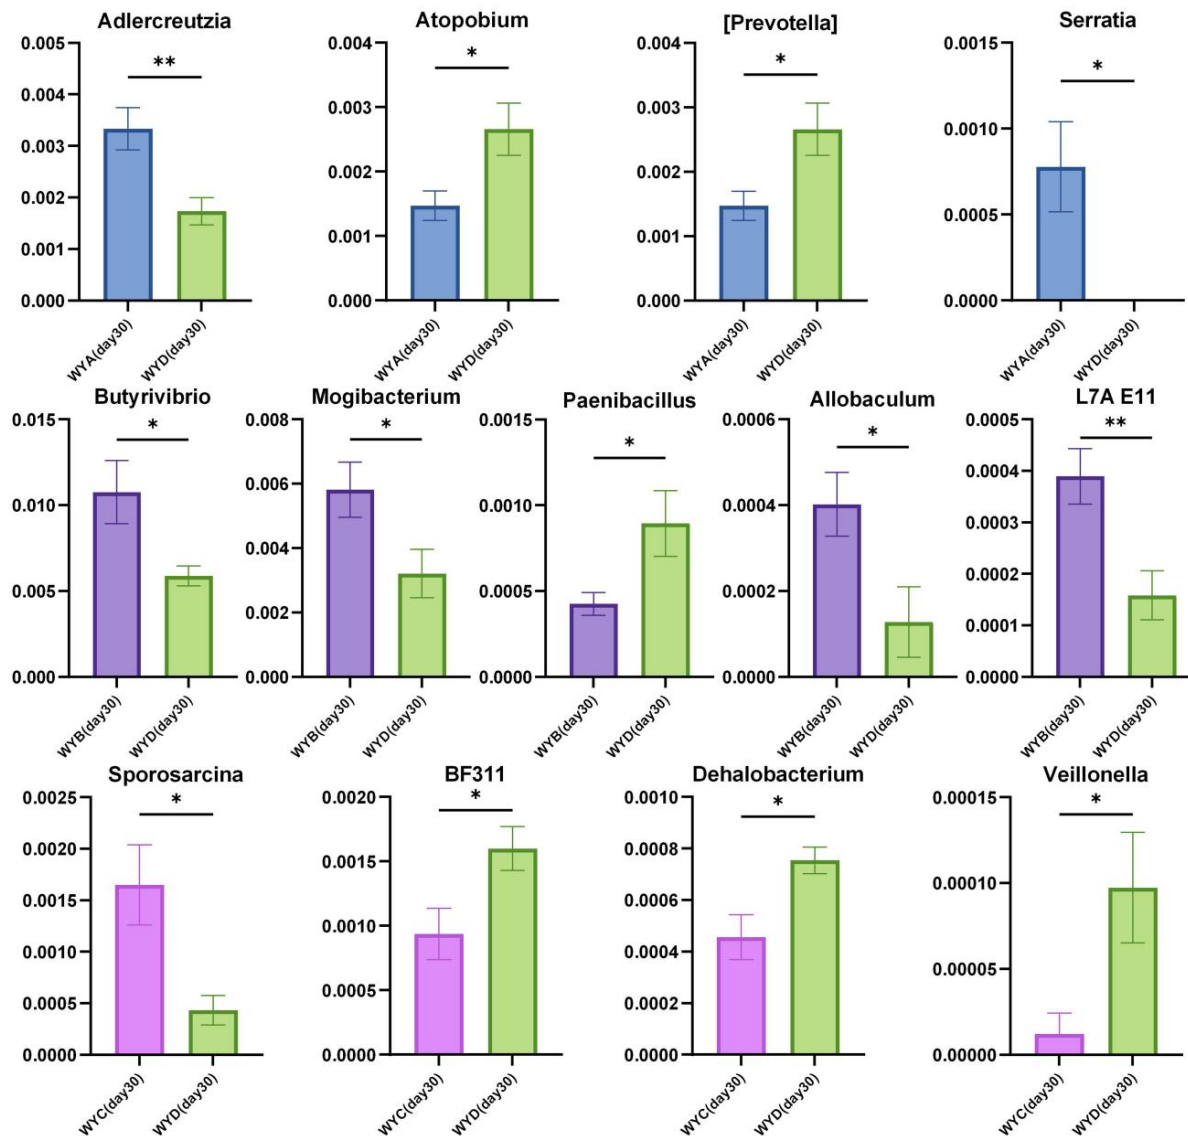 Adlercreutzia
0.005
0.004
0.003
0.002
0.001
0.000
**
WYA(day30)
WYD(day30)
Atopobium
0.004
0.003
0.002
0.001
0.000
*
WYA(day30)
WYD(day30)
[Prevotella]
0.004
0.003
0.002
0.001
0.000
*
WYA(day30)
WYD(day30)
Serratia
0.0015
0.0010
0.0005
0.0000
*
WYA(day30)
WYD(day30)
Butyrivibrio
0.015
0.010
0.005
0.000
*
WYB(day30)
WYD(day30)
Mogibacterium
0.008
0.006
0.004
0.002
0.000
*
WYB(day30)
WYD(day30)
Paenibacillus
0.0015
0.0010
0.0005
0.0000
*
WYB(day30)
WYD(day30)
Allobaculum
0.0006
0.0004
0.0002
0.0000
*
WYB(day30)
WYD(day30)
L7A E11
0.0005
0.0004
0.0003
0.0002
0.0001
0.0000
**
WYB(day30)
WYD(day30)
Sporosarcina
0.0025
0.0020
0.0015
0.0010
0.0005
0.0000
*
WYC(day30)
WYD(day30)
BF311
0.0020
0.0015
0.0010
0.0005
0.0000
*
WYC(day30)
WYD(day30)
Dehalobacterium
0.0010
0.0008
0.0006
0.0004
0.0002
0.0000
*
WYC(day30)
WYD(day30)
Veillonella
0.00015
0.00010
0.00005
0.00000
*
WYC(day30)
WYD(day30)